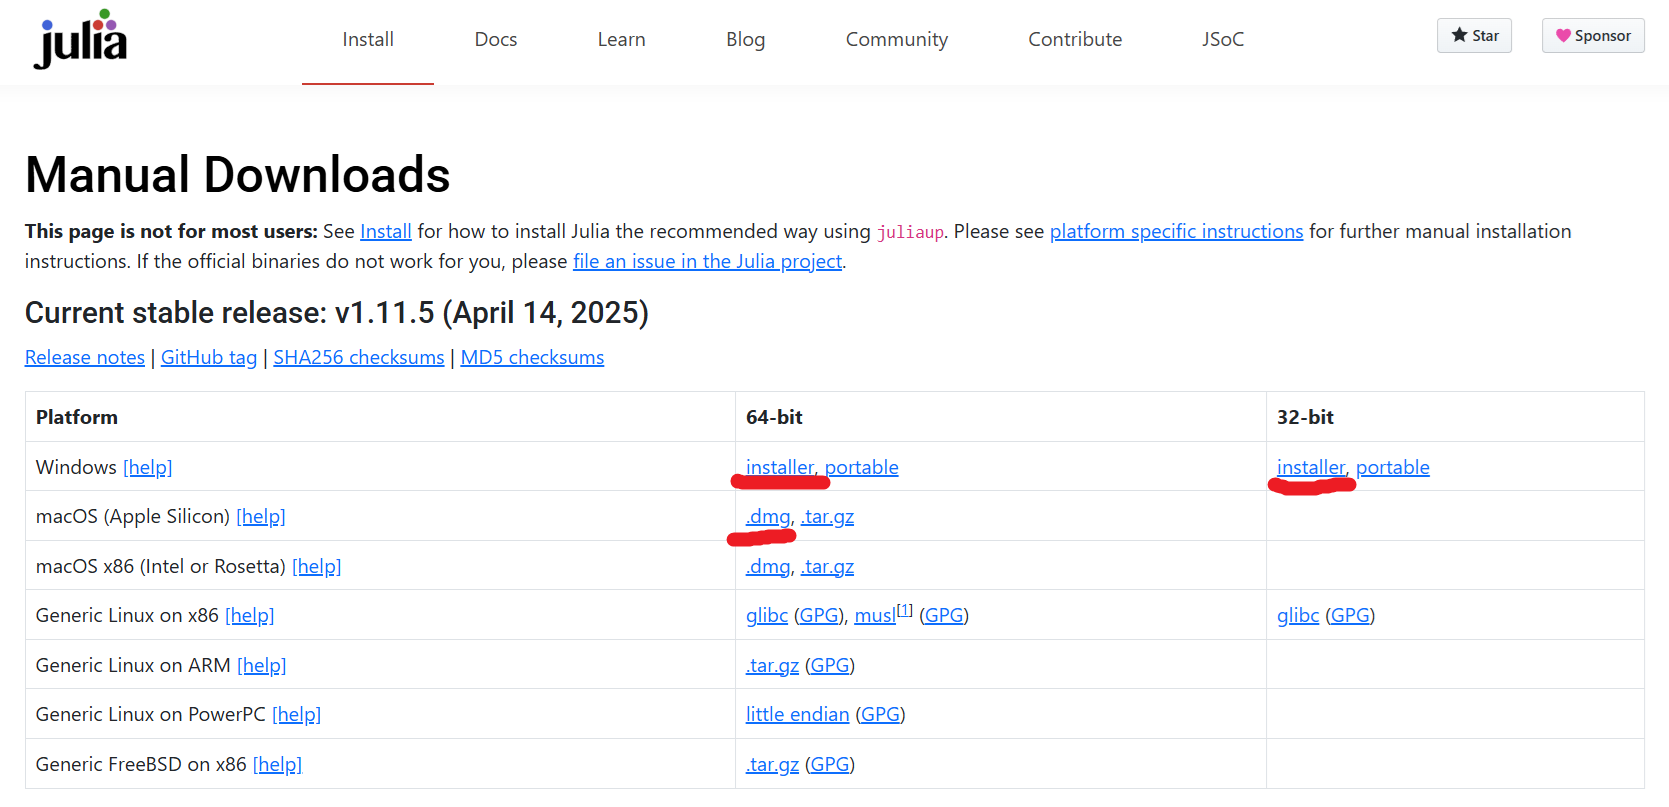 julia Install Docs Learn Blog Community Contribute JSoC Star Sponsor
Manual Downloads
This page is not for most users: See Install for how to install Julia the recommended way using juliaup. Please see platform specific instructions for further manual installation
instructions. If the official binaries do not work for you, please file an issue in the Julia project.
Current stable release: v1.11.5 (April 14, 2025)
Release notes | GitHub tag | SHA256 checksums | MD5 checksums
Platform 64-bit 32-bit
Windows [help] installer, portable installer, portable
macOS (Apple Silicon) [help] .dmg, .tar.gz
macOS x86 (Intel or Rosetta) [help] .dmg, .tar.gz
Generic Linux on x86 [help] glibc (GPG), musl[1] (GPG) glibc (GPG)
Generic Linux on ARM [help] .tar.gz (GPG)
Generic Linux on PowerPC [help] little endian (GPG)
Generic FreeBSD on x86 [help] .tar.gz (GPG)